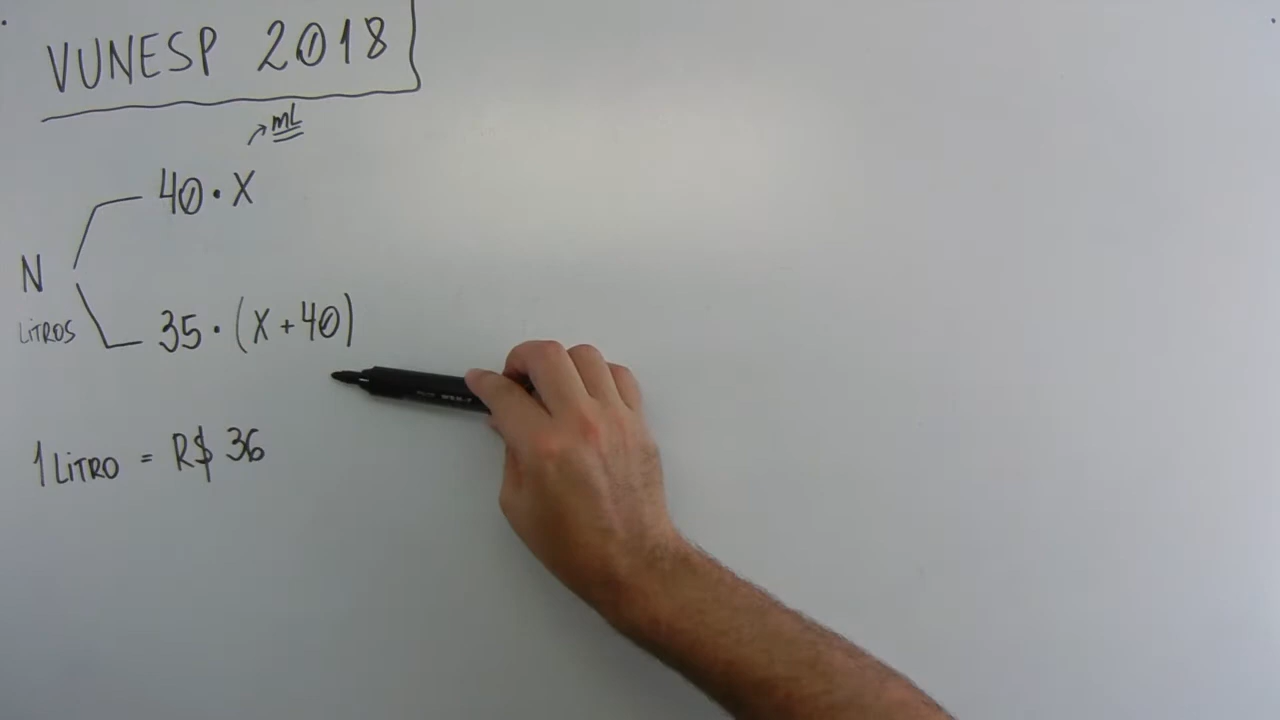 VUNESP 2018
mL
40 · X
N
LITROS
35 · (X + 40)
1 LITRO = R$ 36